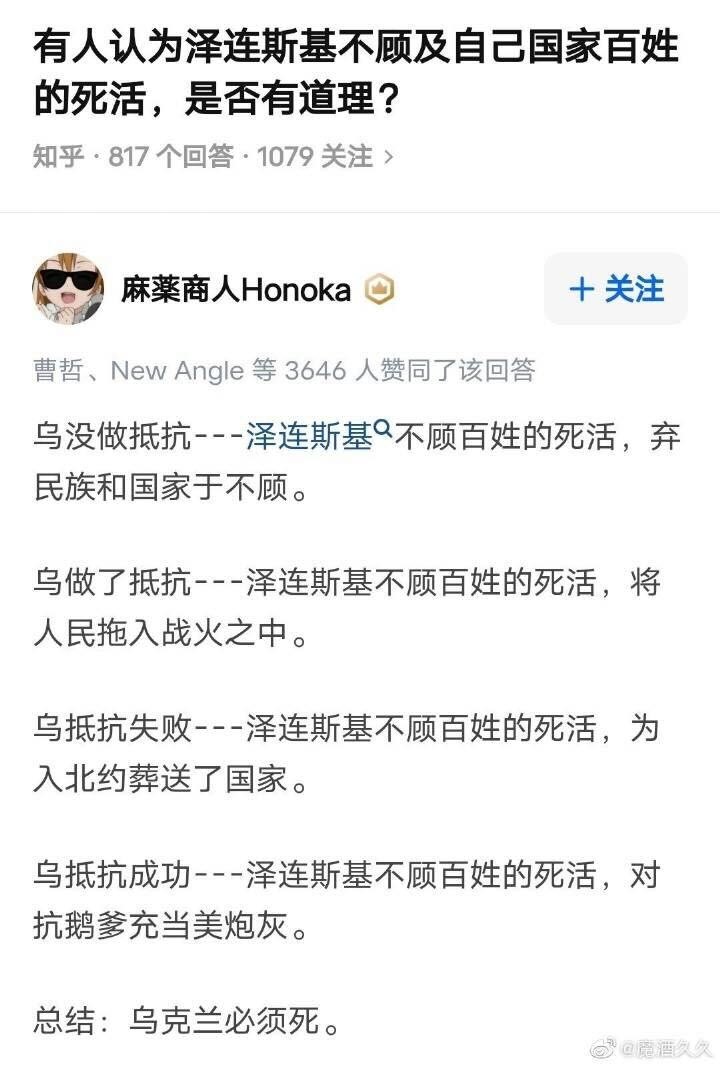 有人认为泽连斯基不顾及自己国家百姓
的死活，是否有道理？
知乎 · 817 个回答 · 1079 关注 >
麻薬商人Honoka
+ 关注
曹哲、New Angle 等 3646 人赞同了该回答
乌没做抵抗---泽连斯基不顾百姓的死活，弃
民族和国家于不顾。
乌做了抵抗---泽连斯基不顾百姓的死活，将
人民拖入战火之中。
乌抵抗失败---泽连斯基不顾百姓的死活，为
入北约葬送了国家。
乌抵抗成功---泽连斯基不顾百姓的死活，对
抗鹅爹充当美炮灰。
总结：乌克兰必须死。
@魔酒久久